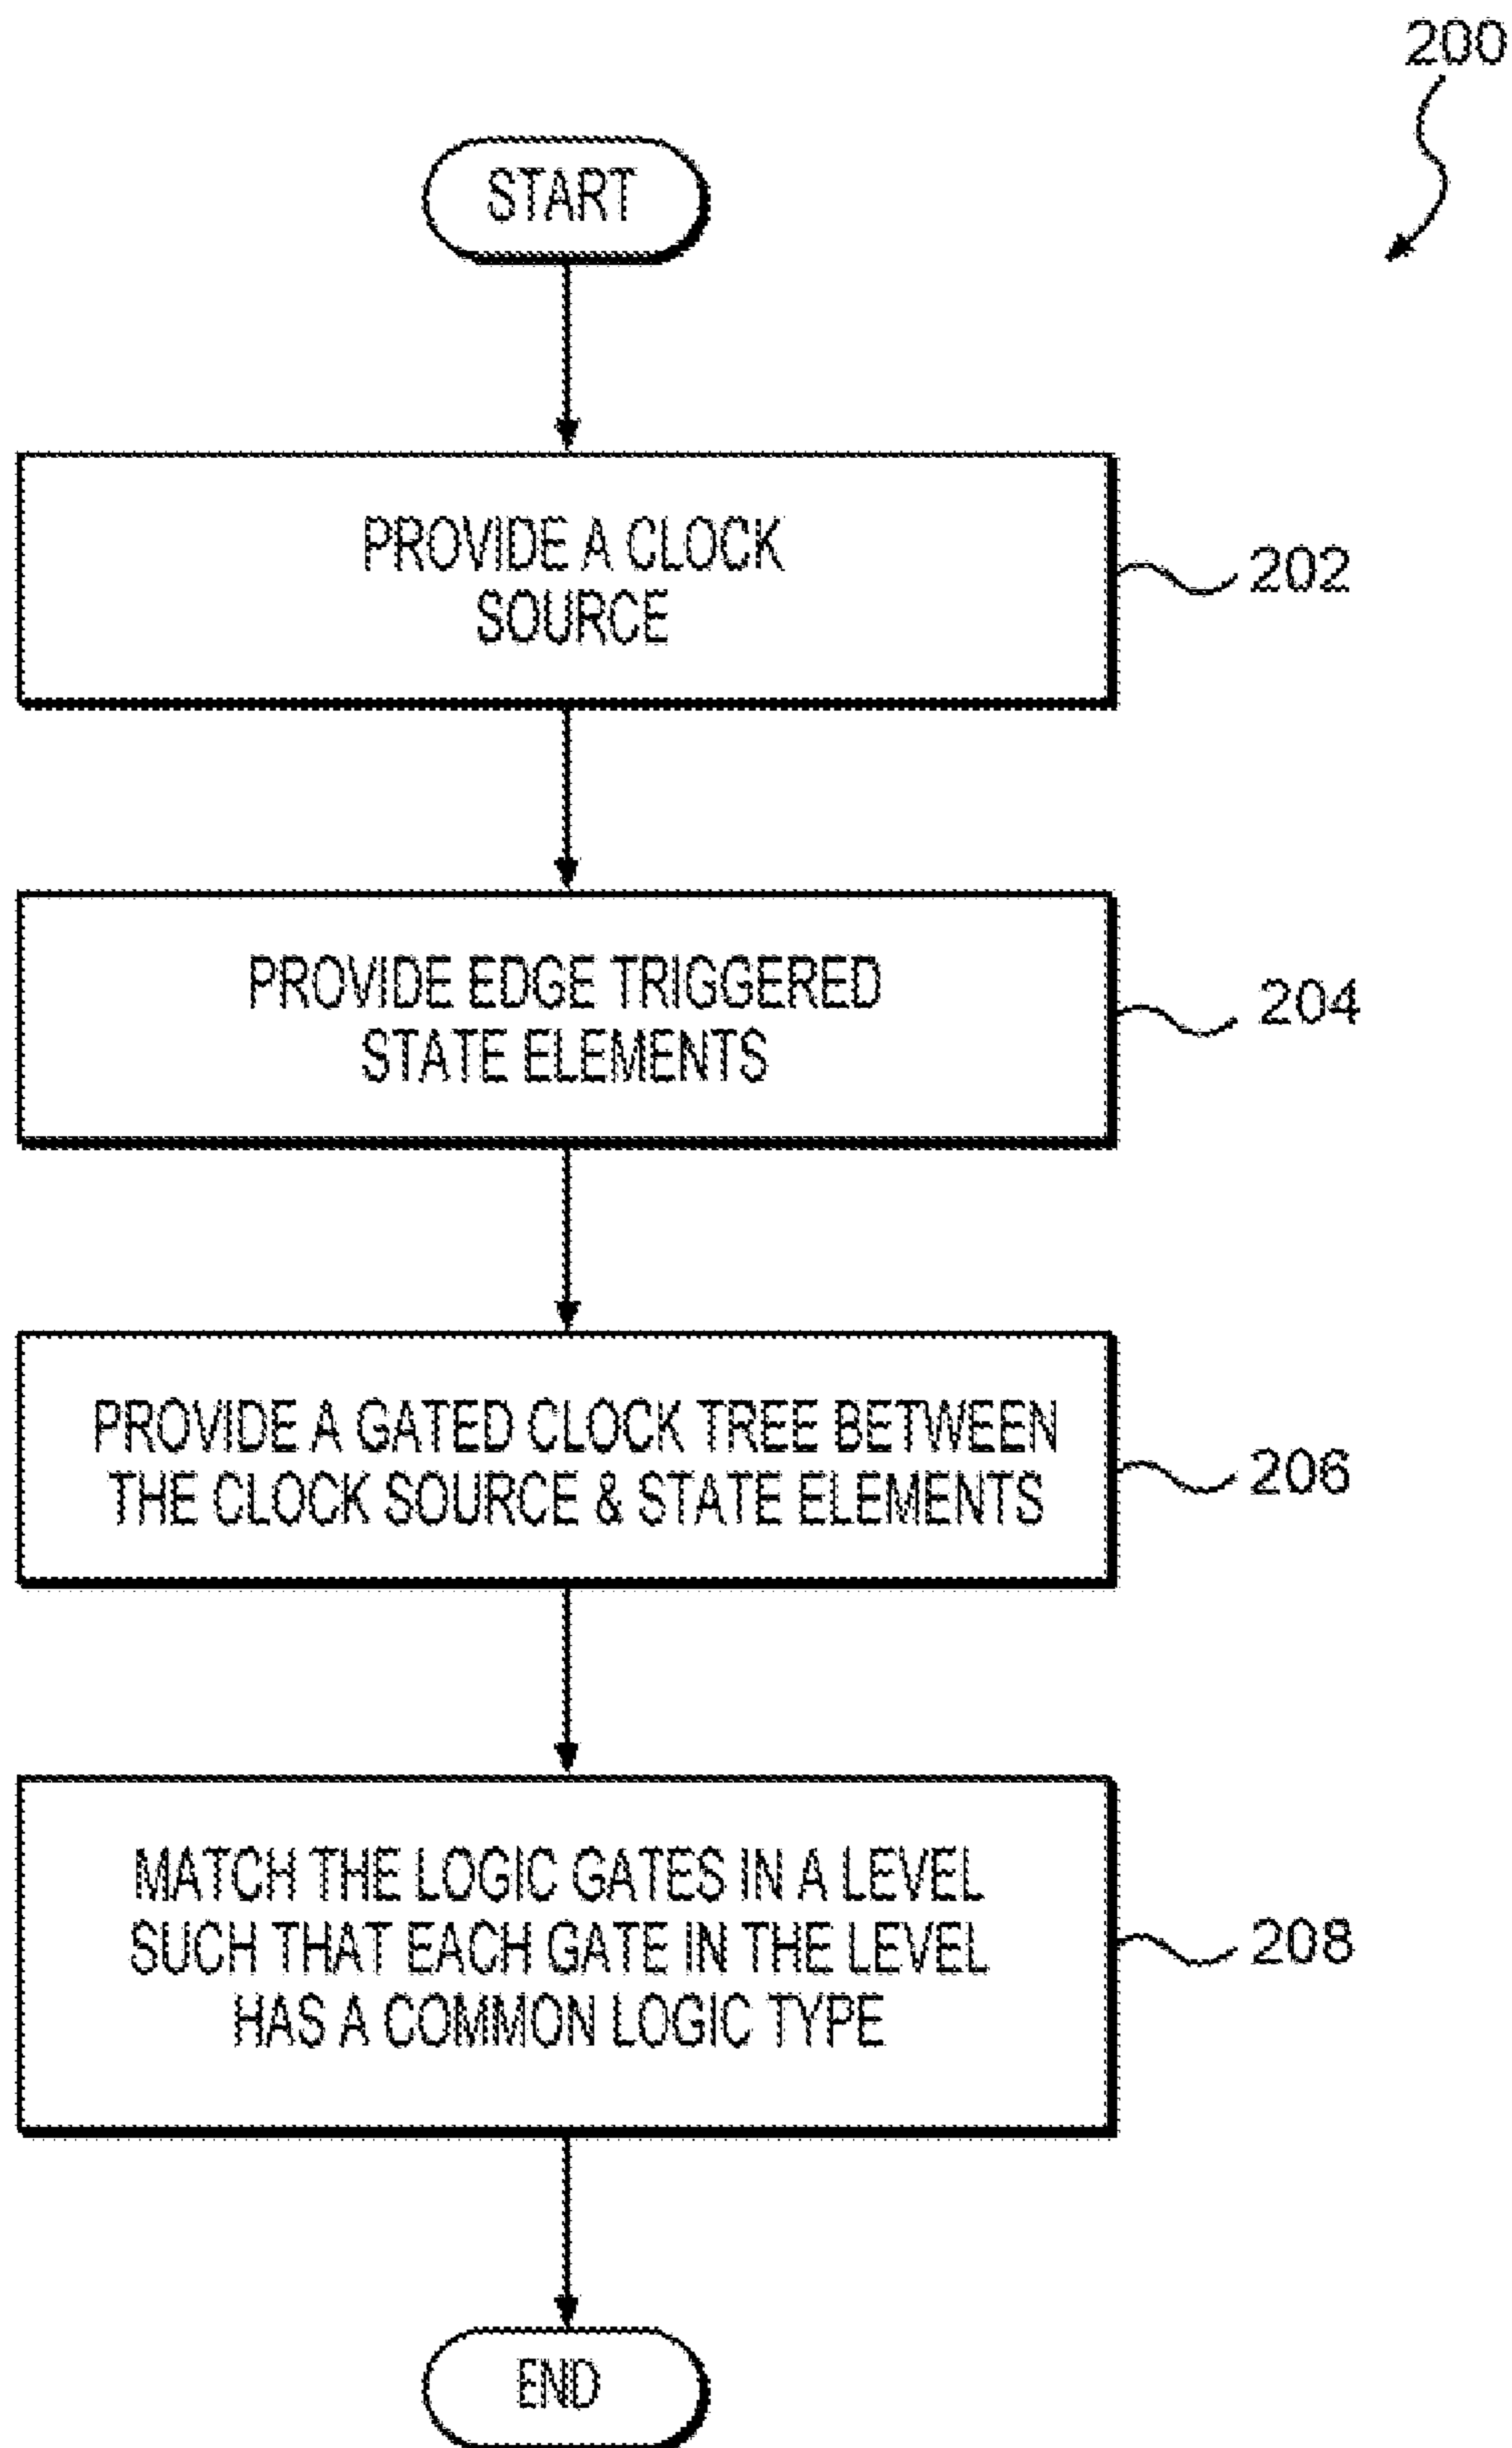 200
START
PROVIDE A CLOCK
SOURCE
202
PROVIDE EDGE TRIGGERED
STATE ELEMENTS
204
PROVIDE A GATED CLOCK TREE BETWEEN
THE CLOCK SOURCE & STATE ELEMENTS
206
MATCH THE LOGIC GATES IN A LEVEL
SUCH THAT EACH GATE IN THE LEVEL
HAS A COMMON LOGIC TYPE
208
END